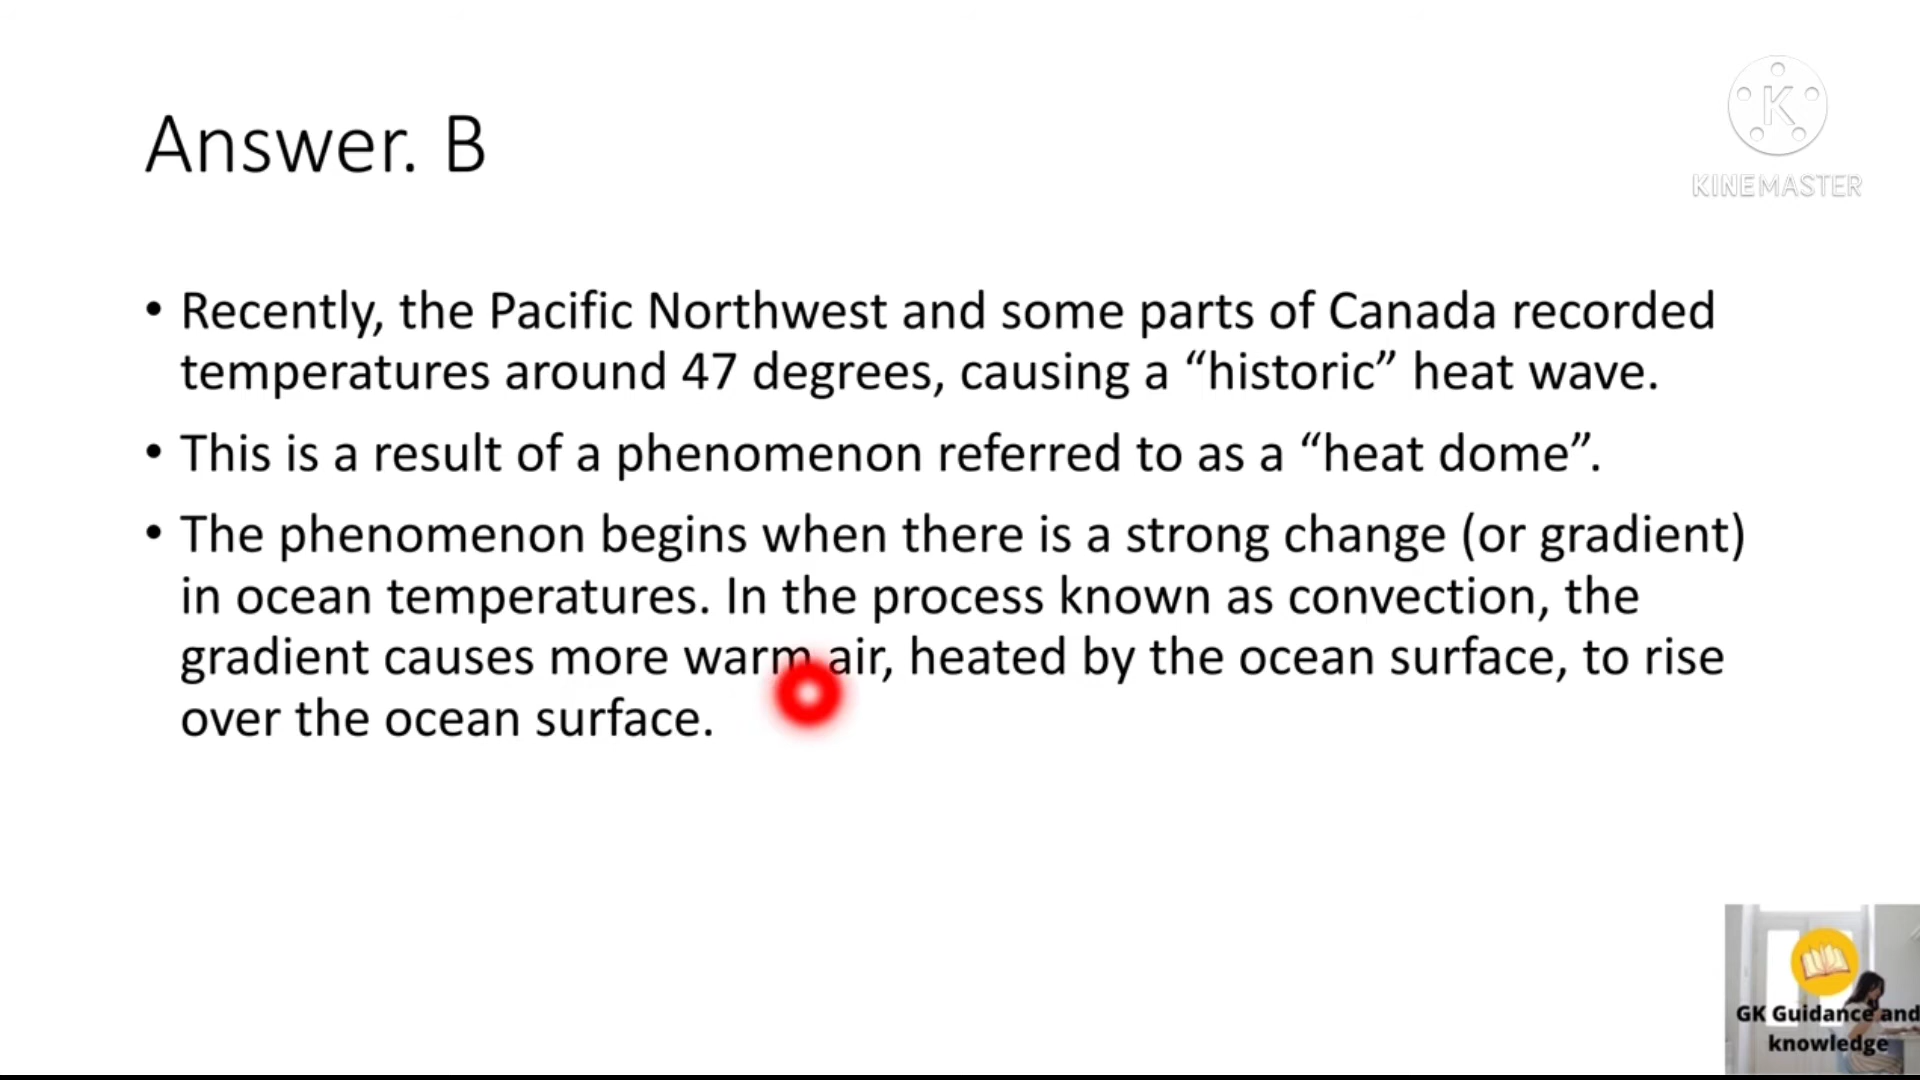 Answer. B
K
KINEMASTER
• Recently, the Pacific Northwest and some parts of Canada recorded
temperatures around 47 degrees, causing a “historic” heat wave.
• This is a result of a phenomenon referred to as a “heat dome”.
• The phenomenon begins when there is a strong change (or gradient)
in ocean temperatures. In the process known as convection, the
gradient causes more warm air, heated by the ocean surface, to rise
over the ocean surface.
GK Guidance and
knowledge